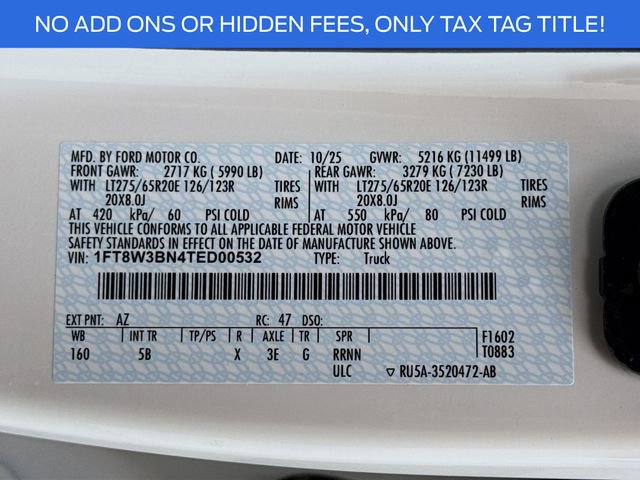 NO ADD ONS OR HIDDEN FEES, ONLY TAX TAG TITLE!
MFD. BY FORD MOTOR CO. DATE: 10/25 GVWR: 5216 KG (11499 LB)
FRONT GAWR: 2717 KG ( 5990 LB) REAR GAWR: 3279 KG ( 7230 LB)
WITH LT275/65R20E 126/123R TIRES WITH LT275/65R20E 126/123R TIRES
20X8.0J RIMS 20X8.0J RIMS
AT 420 kPa/ 60 PSI COLD AT 550 kPa/ 80 PSI COLD
THIS VEHICLE CONFORMS TO ALL APPLICABLE FEDERAL MOTOR VEHICLE
SAFETY STANDARDS IN EFFECT ON THE DATE OF MANUFACTURE SHOWN ABOVE.
VIN: 1FT8W3BN4TED00532 TYPE: Truck
EXT PNT: AZ RC: 47 DSO:
WB INT TR TP/PS R AXLE TR SPR F1602
160 5B X 3E G RRNN T0883
ULC ▽ RU5A-3520472-AB